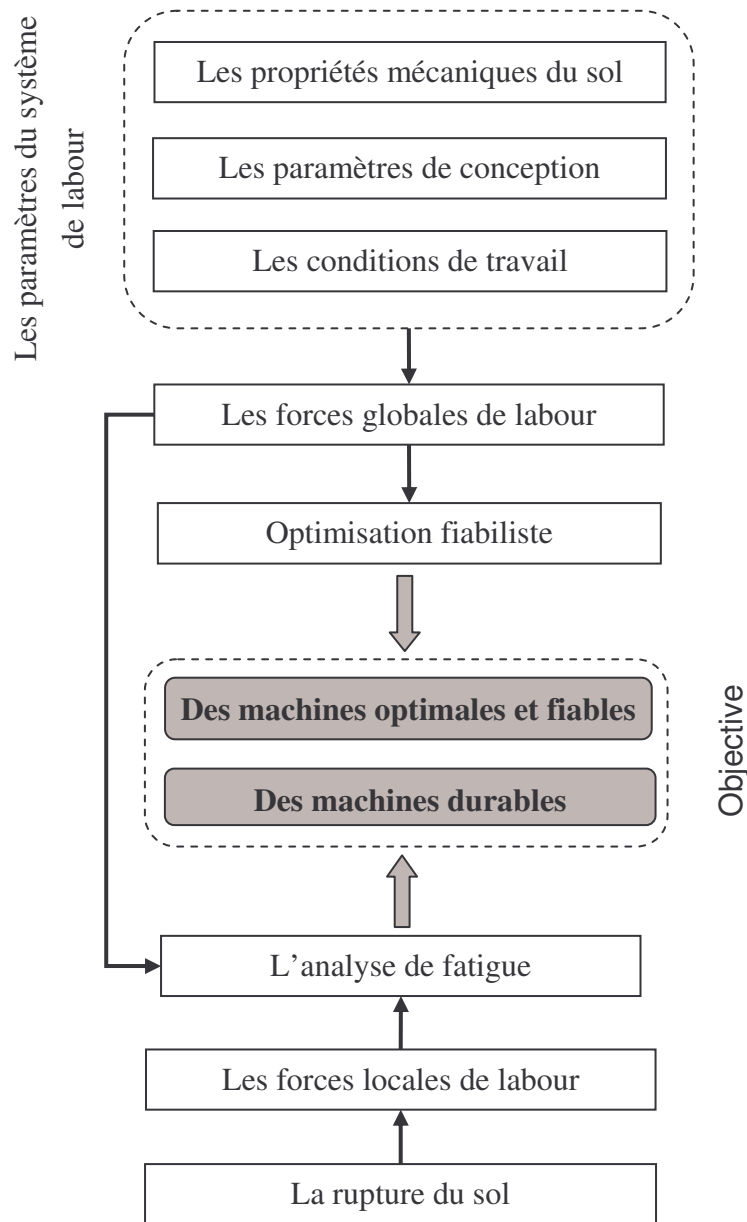 Les paramètres du système
de labour
Les propriétés mécaniques du sol
Les paramètres de conception
Les conditions de travail
Les forces globales de labour
Optimisation fiabiliste
Des machines optimales et fiables
Des machines durables
Objective
L’analyse de fatigue
Les forces locales de labour
La rupture du sol